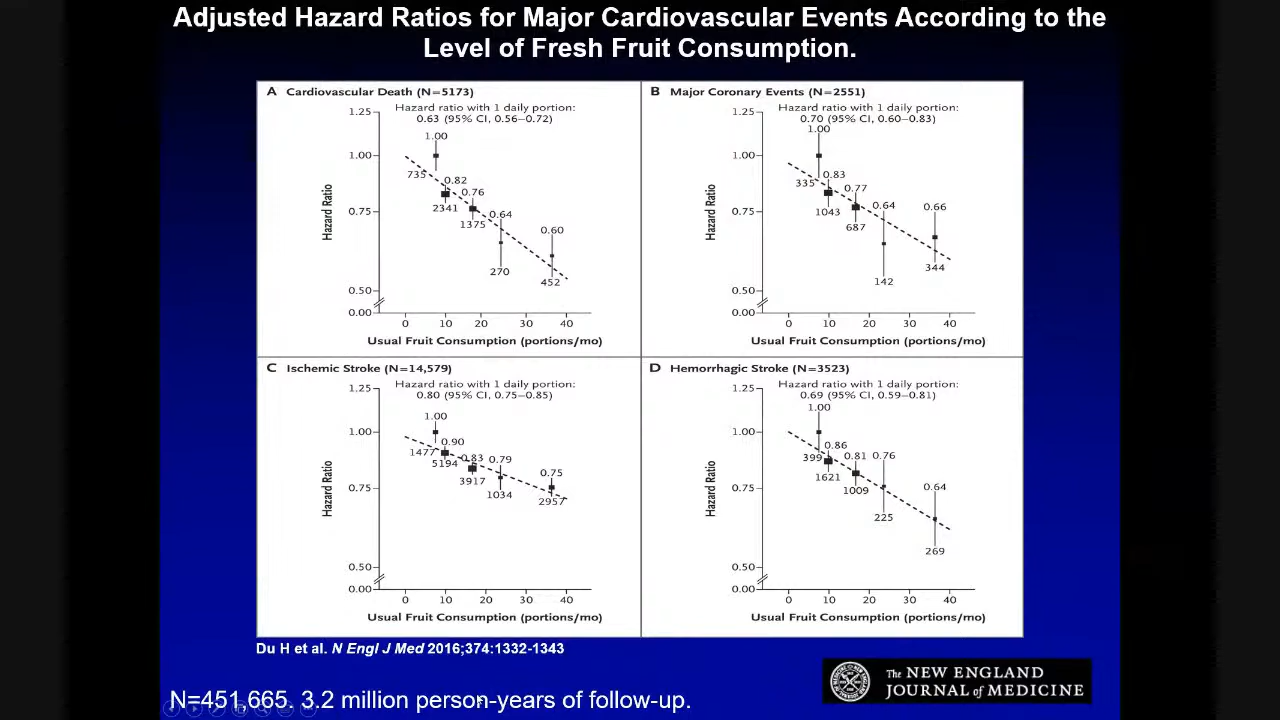 Adjusted Hazard Ratios for Major Cardiovascular Events According to the
Level of Fresh Fruit Consumption.
A Cardiovascular Death (N=5173)
Hazard ratio with 1 daily portion:
0.63 (95% CI, 0.56–0.72)
1.25
1.00
0.75
0.50
0.00
Hazard Ratio
1.00
735
0.82
2341
0.76
1375
0.64
270
0.60
452
0 10 20 30 40
Usual Fruit Consumption (portions/mo)
B Major Coronary Events (N=2551)
Hazard ratio with 1 daily portion:
0.70 (95% CI, 0.60–0.83)
1.25
1.00
0.75
0.50
0.00
Hazard Ratio
1.00
335
0.83
1043
0.77
687
0.64
142
0.66
344
0 10 20 30 40
Usual Fruit Consumption (portions/mo)
C Ischemic Stroke (N=14,579)
Hazard ratio with 1 daily portion:
0.80 (95% CI, 0.75–0.85)
1.25
1.00
0.75
0.50
0.00
Hazard Ratio
1.00
1477
0.90
5194
0.83
3917
0.79
1034
0.75
2957
0 10 20 30 40
Usual Fruit Consumption (portions/mo)
D Hemorrhagic Stroke (N=3523)
Hazard ratio with 1 daily portion:
0.69 (95% CI, 0.59–0.81)
1.25
1.00
0.75
0.50
0.00
Hazard Ratio
1.00
399
0.86
1621
0.81
1009
0.76
225
0.64
269
0 10 20 30 40
Usual Fruit Consumption (portions/mo)
Du H et al. N Engl J Med 2016;374:1332-1343
N=451,665. 3.2 million person-years of follow-up.
The NEW ENGLAND
JOURNAL of MEDICINE